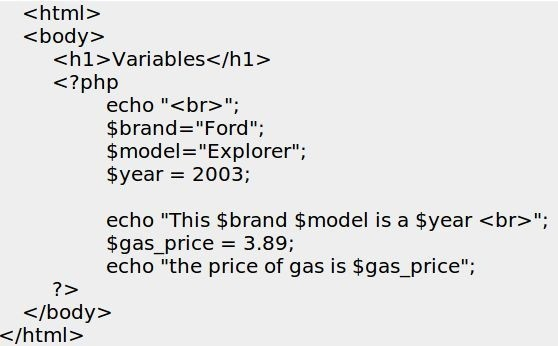 <html>
<body>
<h1>Variables</h1>
<?php
echo "<br>";
$brand="Ford";
$model="Explorer";
$year = 2003;
echo "This $brand $model is a $year <br>";
$gas_price = 3.89;
echo "the price of gas is $gas_price";
?>
</body>
</html>